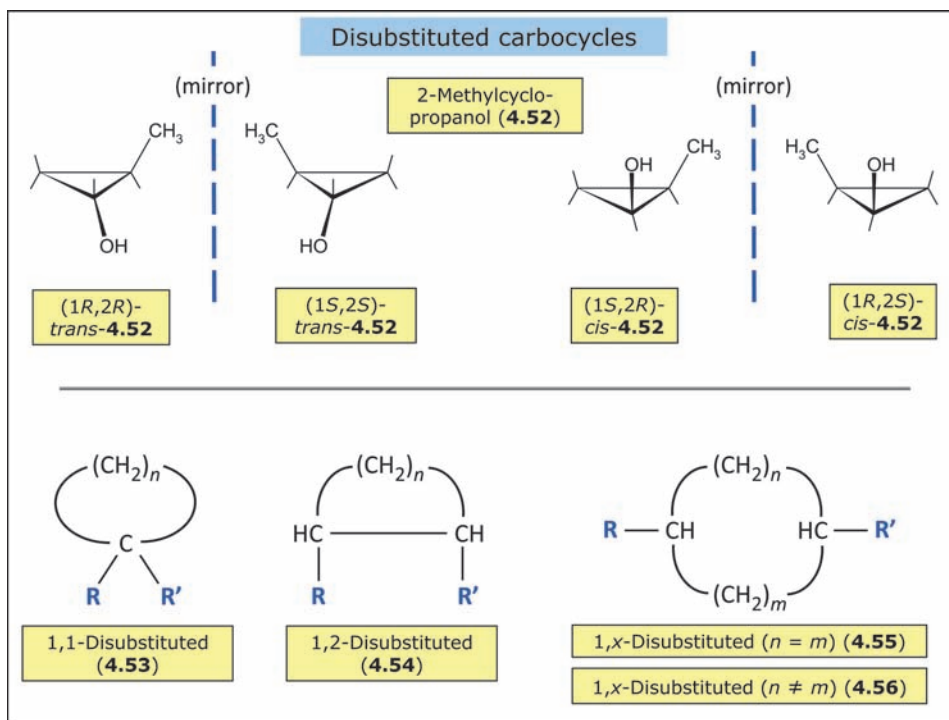 Disubstituted carbocycles
(mirror)
2-Methylcyclo-
propanol (4.52)
(mirror)
CH₃
H₃C
OH
CH₃
H₃C
OH
OH
HO
(1R,2R)-
trans-4.52
(1S,2S)-
trans-4.52
(1S,2R)-
cis-4.52
(1R,2S)-
cis-4.52
(CH₂)ₙ
C
R R'
1,1-Disubstituted
(4.53)
(CH₂)ₙ
HC CH
R R'
1,2-Disubstituted
(4.54)
(CH₂)ₙ
R CH HC R'
(CH₂)ₘ
1,x-Disubstituted (n = m) (4.55)
1,x-Disubstituted (n ≠ m) (4.56)